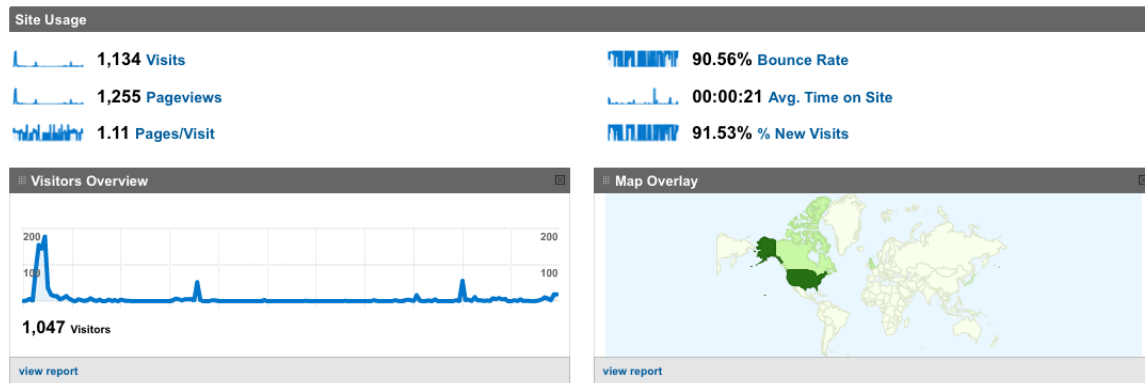 Site Usage
1,134 Visits
90.56% Bounce Rate
1,255 Pageviews
00:00:21 Avg. Time on Site
1.11 Pages/Visit
91.53% % New Visits
Visitors Overview
200 200
100 100
1,047 Visitors
view report
Map Overlay
view report